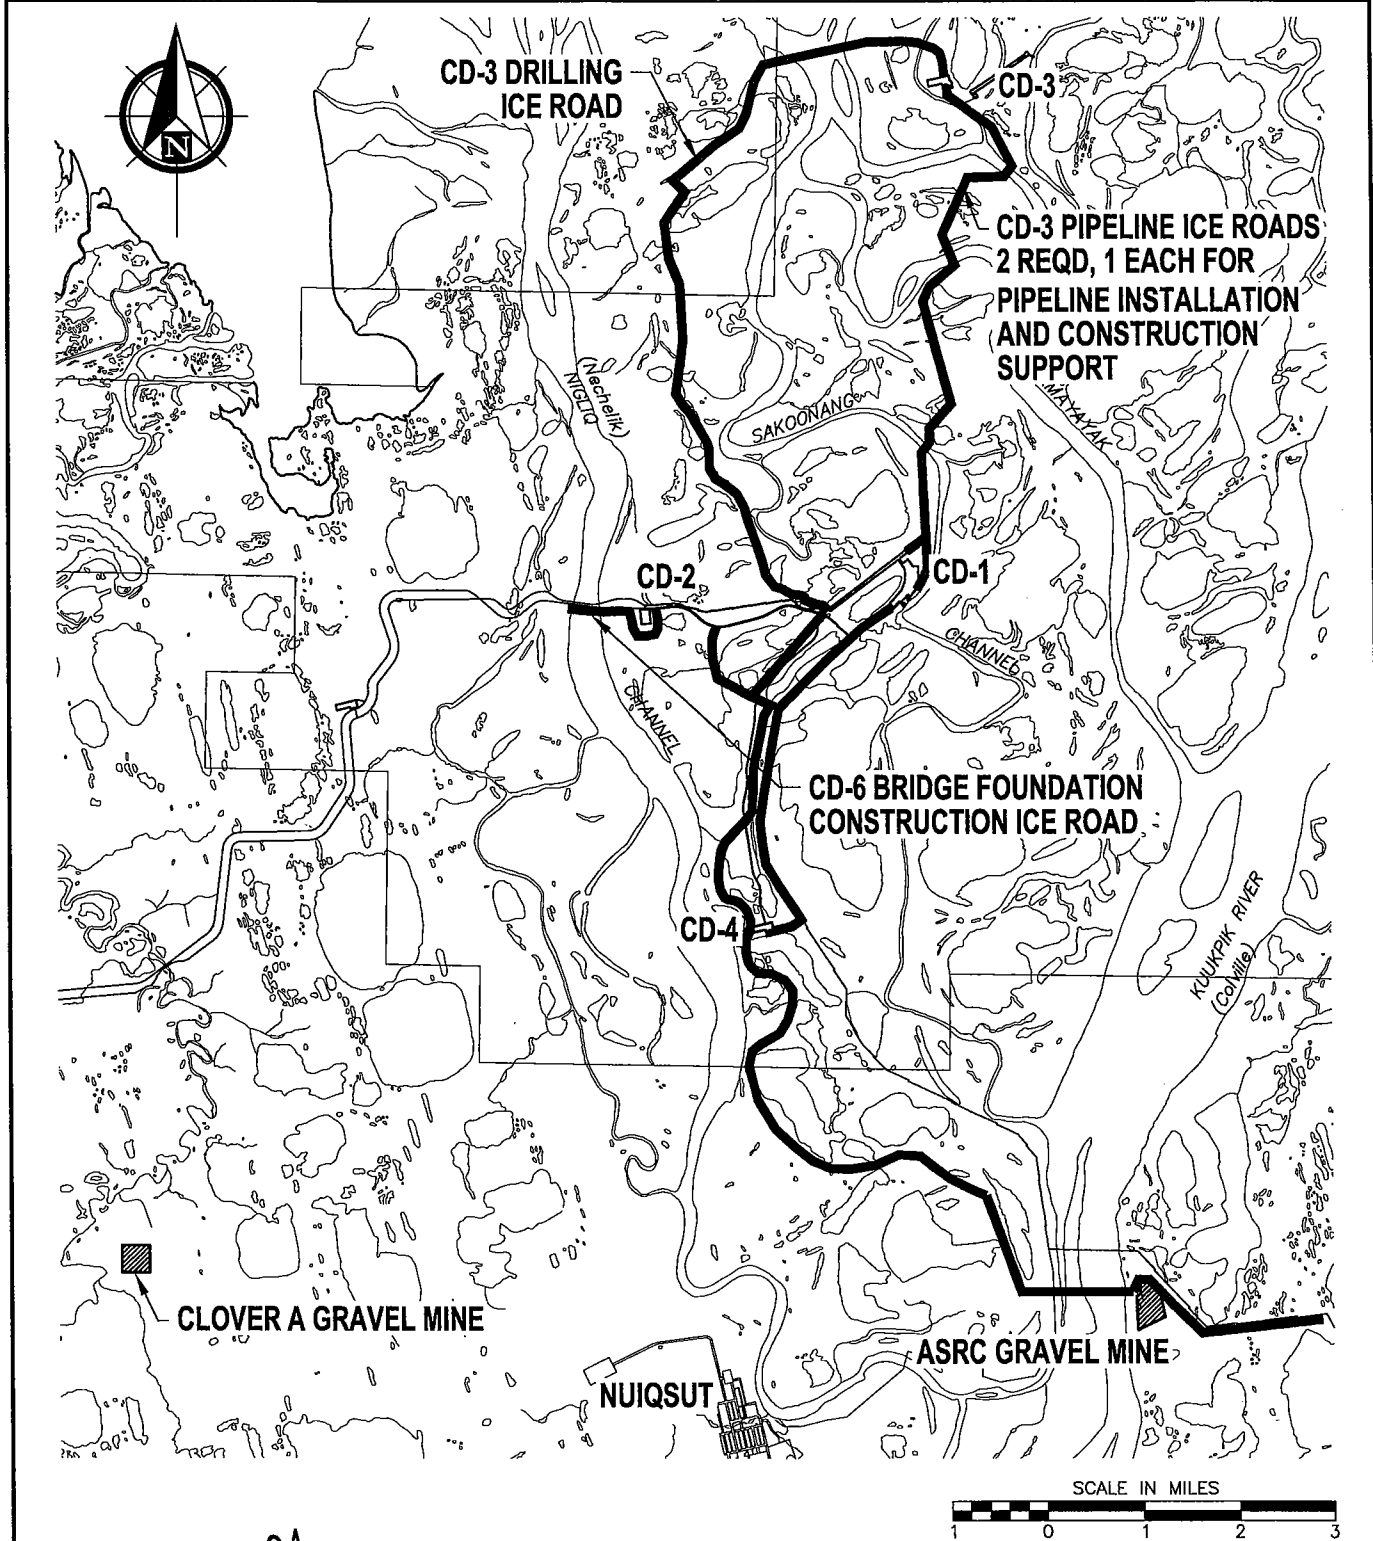 CD-3 DRILLING
ICE ROAD
CD-3
N
CD-3 PIPELINE ICE ROADS
2 REQD, 1 EACH FOR
PIPELINE INSTALLATION
AND CONSTRUCTION
SUPPORT
(Nechelik)
NIGLIQ
SAKOONANG
MAYAYAK
CD-2
CD-1
CHANNEL
CHANNEL
CD-6 BRIDGE FOUNDATION
CONSTRUCTION ICE ROAD
KUUKPIK RIVER
(Colville)
CD-4
CLOVER A GRAVEL MINE
ASRC GRAVEL MINE
NUIQSUT
SCALE IN MILES
1 0 1 2 3